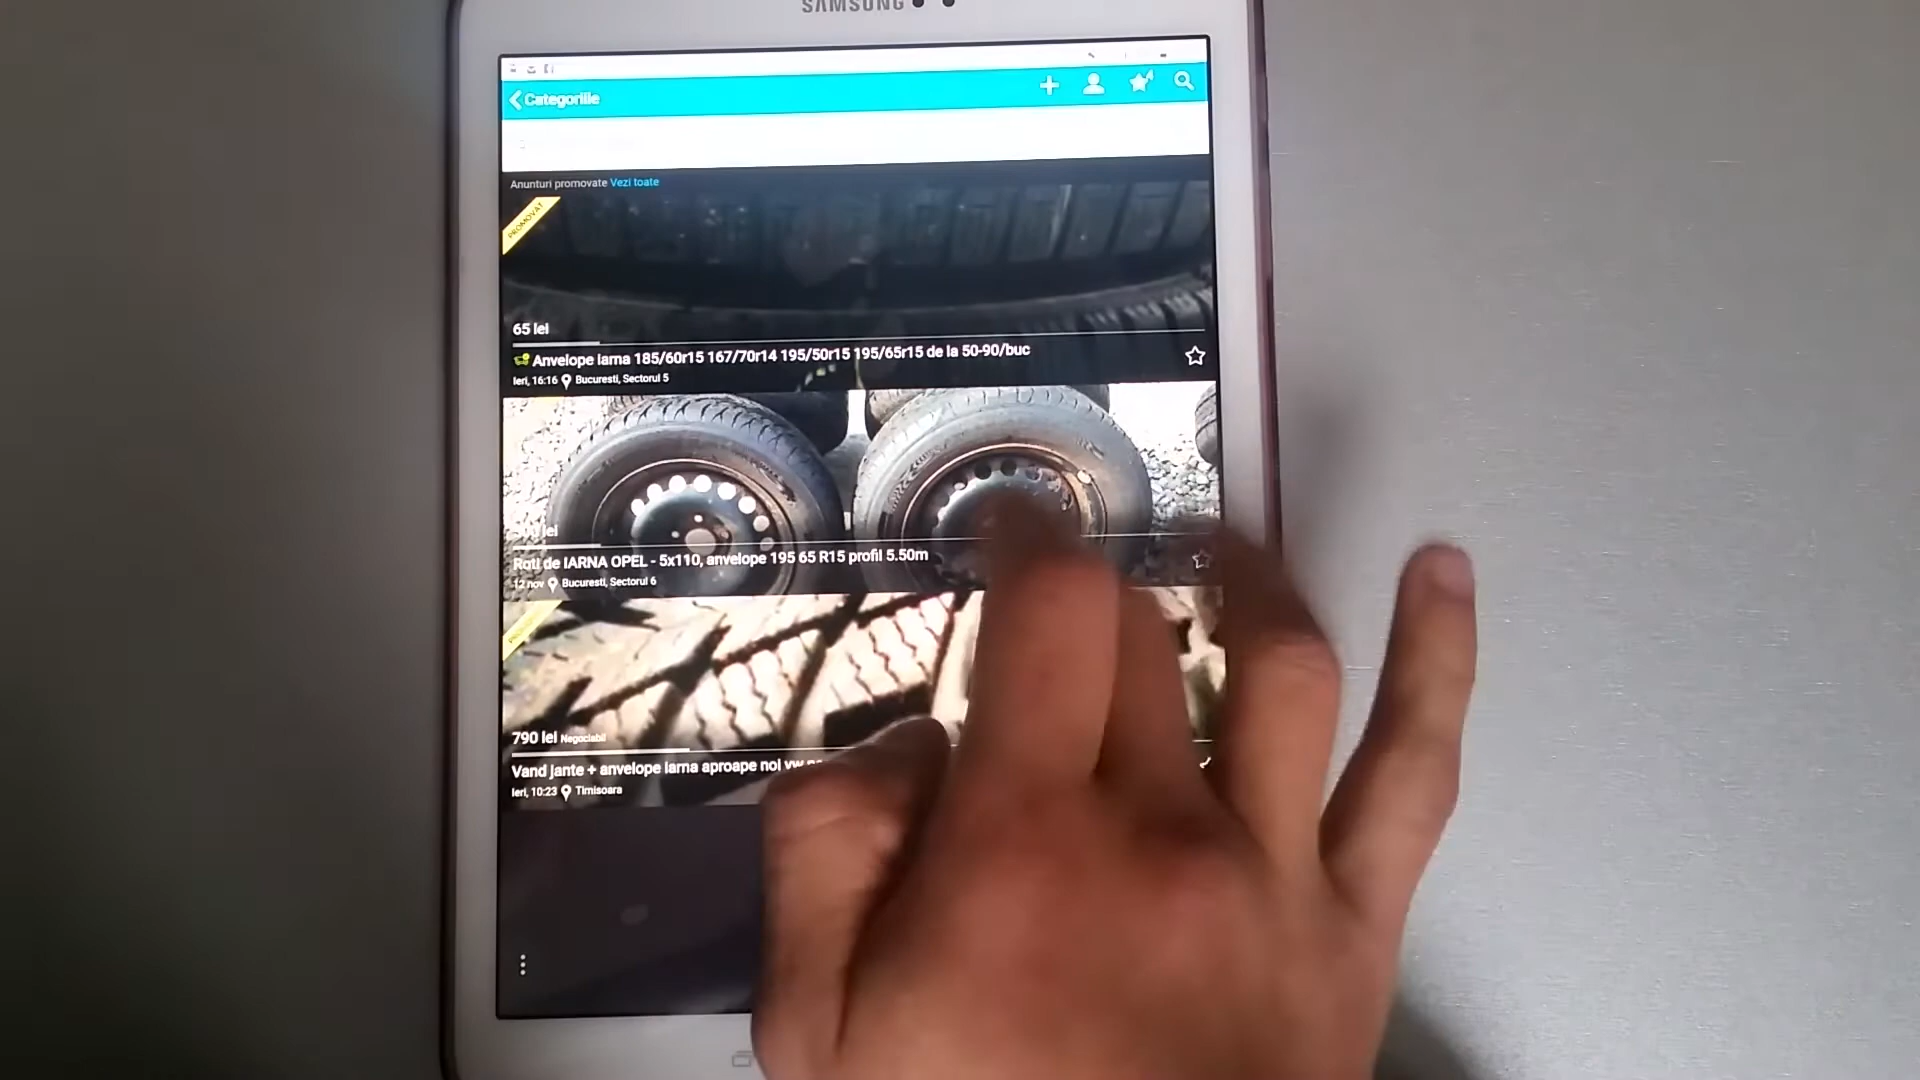 SAMSUNG
Categoriile
Anunturi promovate Vezi toate
PROMOVAT
65 lei
Anvelope iarna 185/60r15 167/70r14 195/50r15 195/65r15 de la 50-90/buc
Ieri, 16:16 Bucuresti, Sectorul 5
lei
Roti de IARNA OPEL - 5x110, anvelope 195 65 R15 profil 5.50m
12 nov Bucuresti, Sectorul 6
790 lei Negociabil
Vand jante + anvelope iarna aproape noi vw
Ieri, 10:23 Timisoara